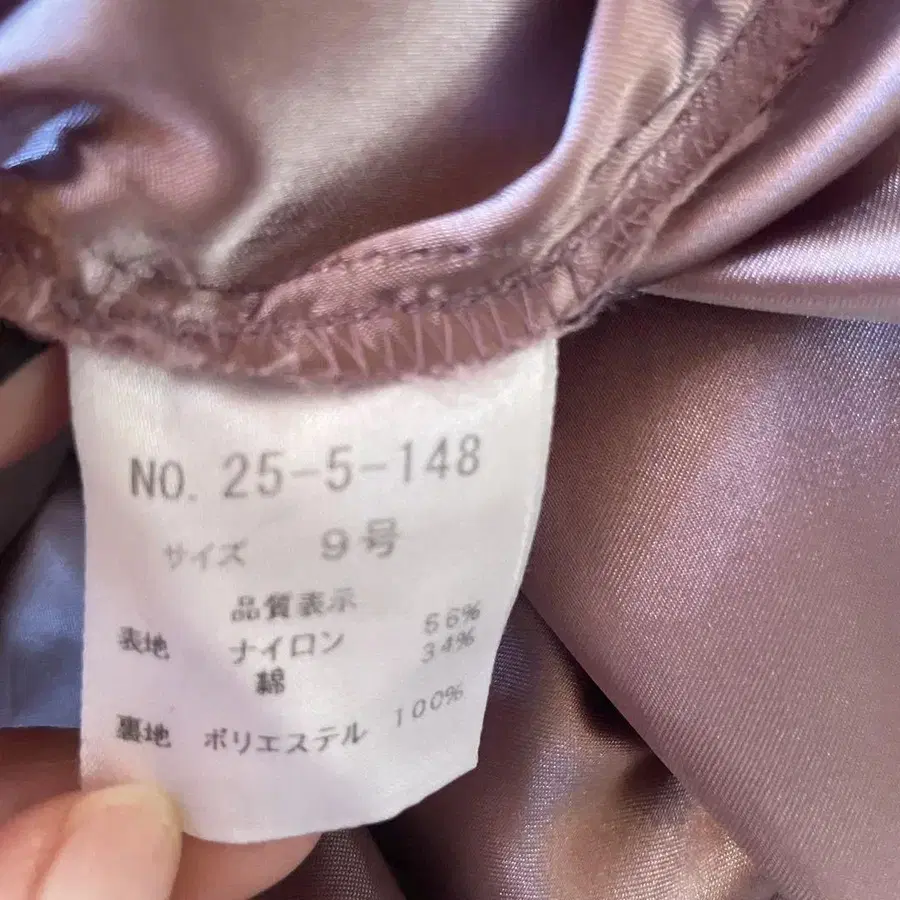 NO. 25-5-148
サイズ 9号
品質表示
表地 ナイロン 66%
綿 34%
裏地 ポリエステル 100%